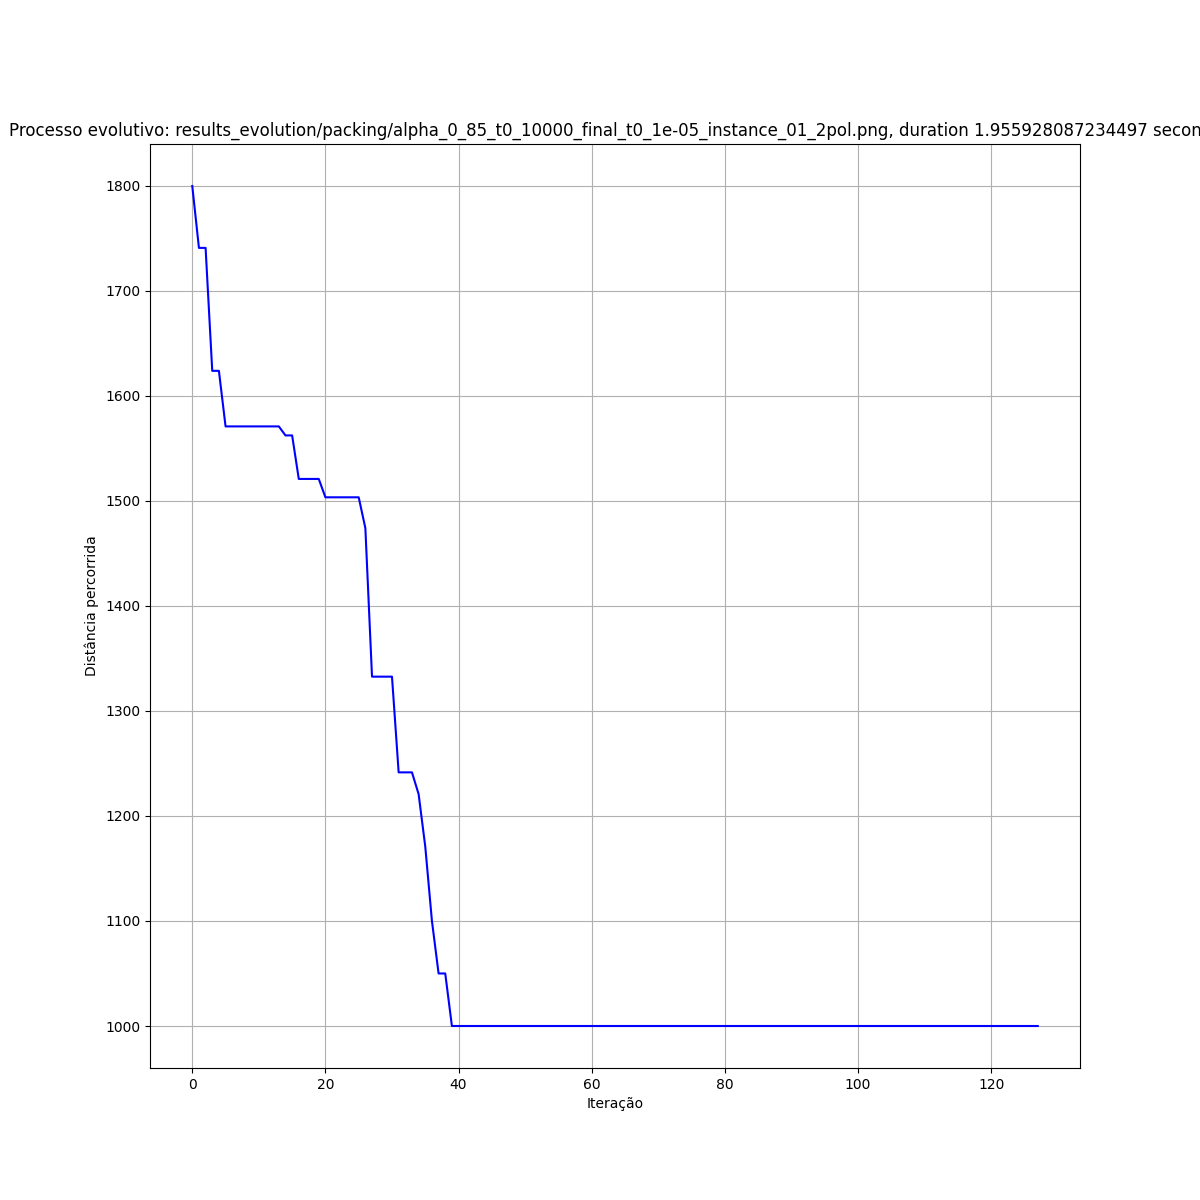 Processo evolutivo: results_evolution/packing/alpha_0_85_t0_10000_final_t0_1e-05_instance_01_2pol.png, duration 1.955928087234497 secon
1800
1700
1600
1500
1400
1300
1200
1100
1000
Distância percorrida
0 20 40 60 80 100 120
Iteração